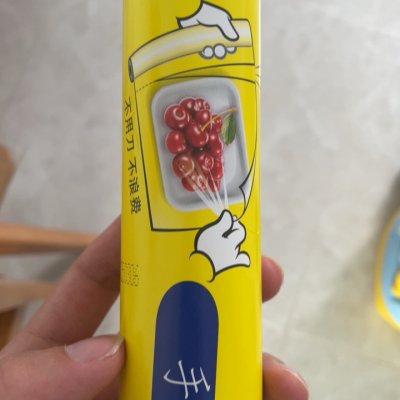 不用刀 不浪费
手